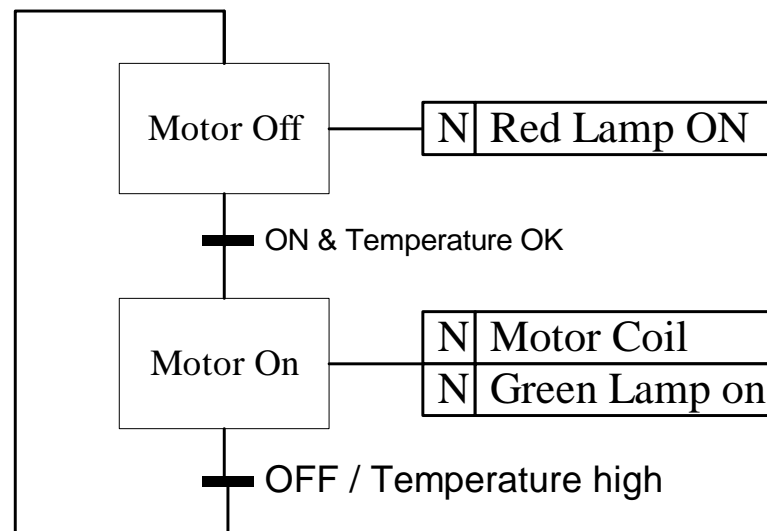 Motor Off
N Red Lamp ON
ON & Temperature OK
Motor On
N Motor Coil
N Green Lamp on
OFF / Temperature high